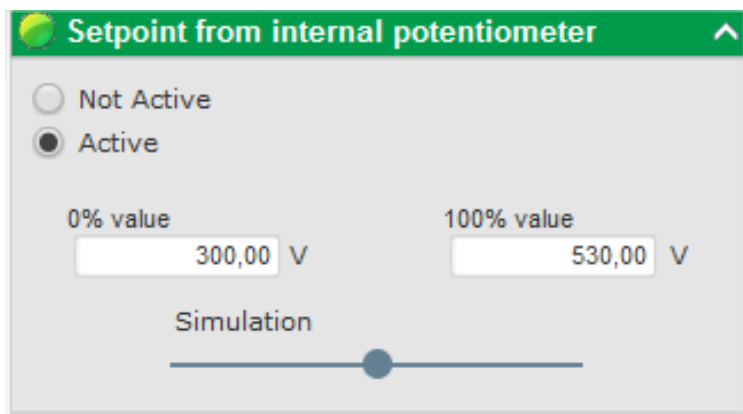 Setpoint from internal potentiometer
Not Active
Active
0% value 100% value
300,00 V 530,00 V
Simulation